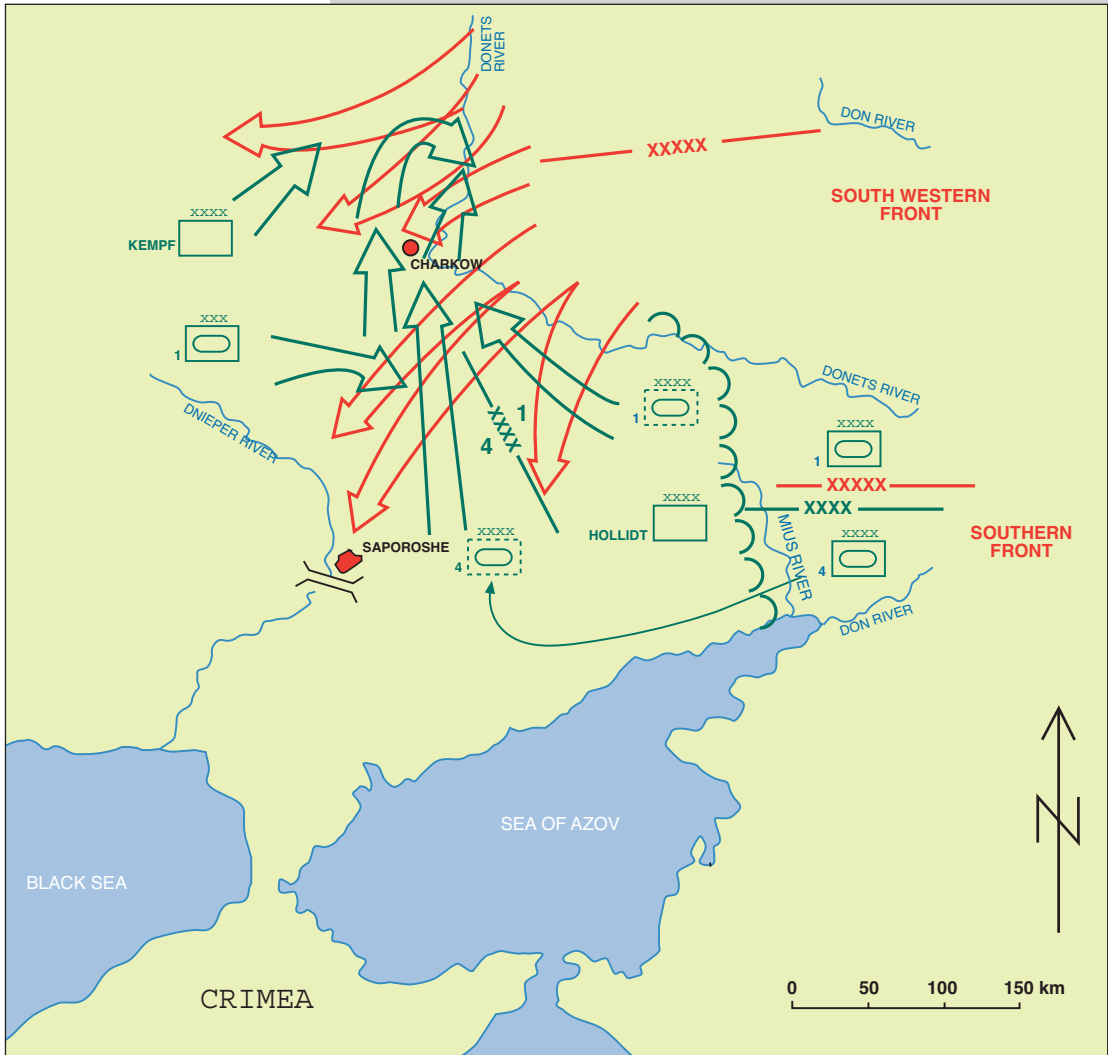 DONETS
RIVER
DON RIVER
XXXXX
SOUTH WESTERN
FRONT
XXXX
KEMPF
CHARKOW
XXXX
1
DONETS RIVER
DNIEPER RIVER
XXXX
1
1
XXXX
4
XXXX
1
XXXXX
XXXX
XXXX
HOLLIDT
MIUS RIVER
SOUTHERN
FRONT
SAPOROSHE
XXXX
4
XXXX
4
DON RIVER
SEA OF AZOV
BLACK SEA
CRIMEA
N
0 50 100 150 km